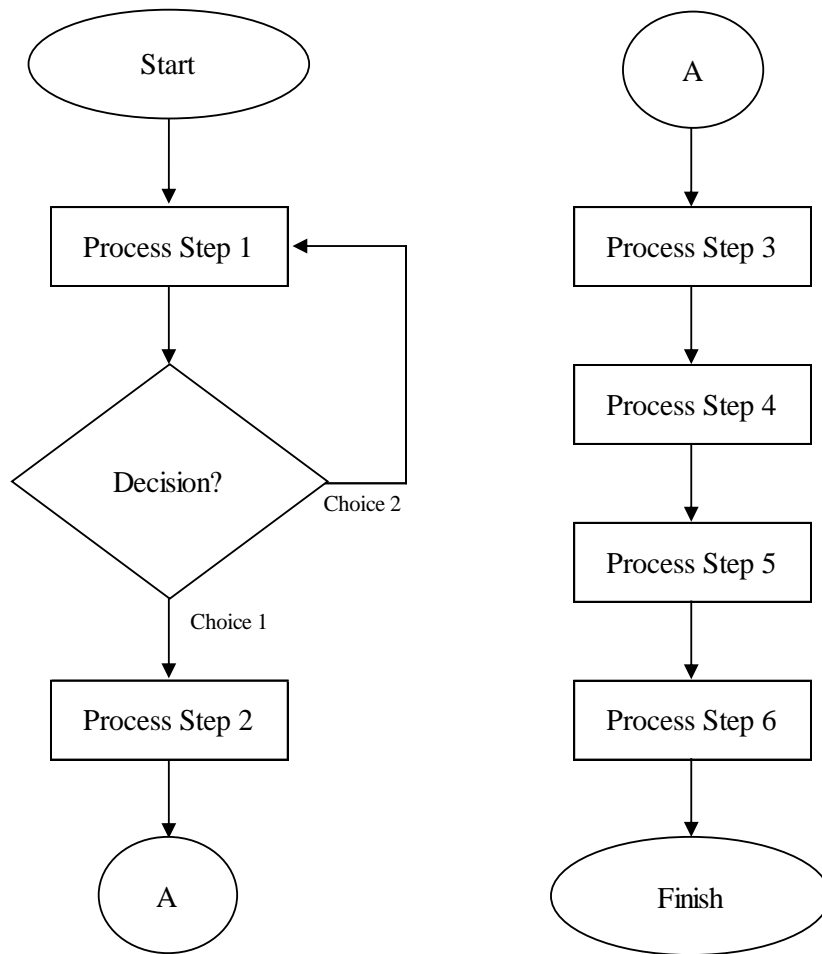 Start
Process Step 1
Decision?
Choice 2
Choice 1
Process Step 2
A
A
Process Step 3
Process Step 4
Process Step 5
Process Step 6
Finish